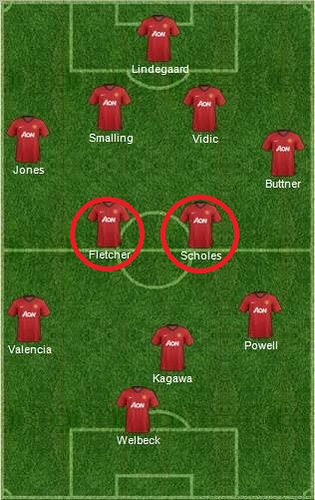 AON
Lindegaard
AON
AON
Smalling
Vidic
AON
AON
Jones
Buttner
AON
AON
Fletcher
Scholes
AON
AON
Valencia
Powell
AON
Kagawa
AON
Welbeck